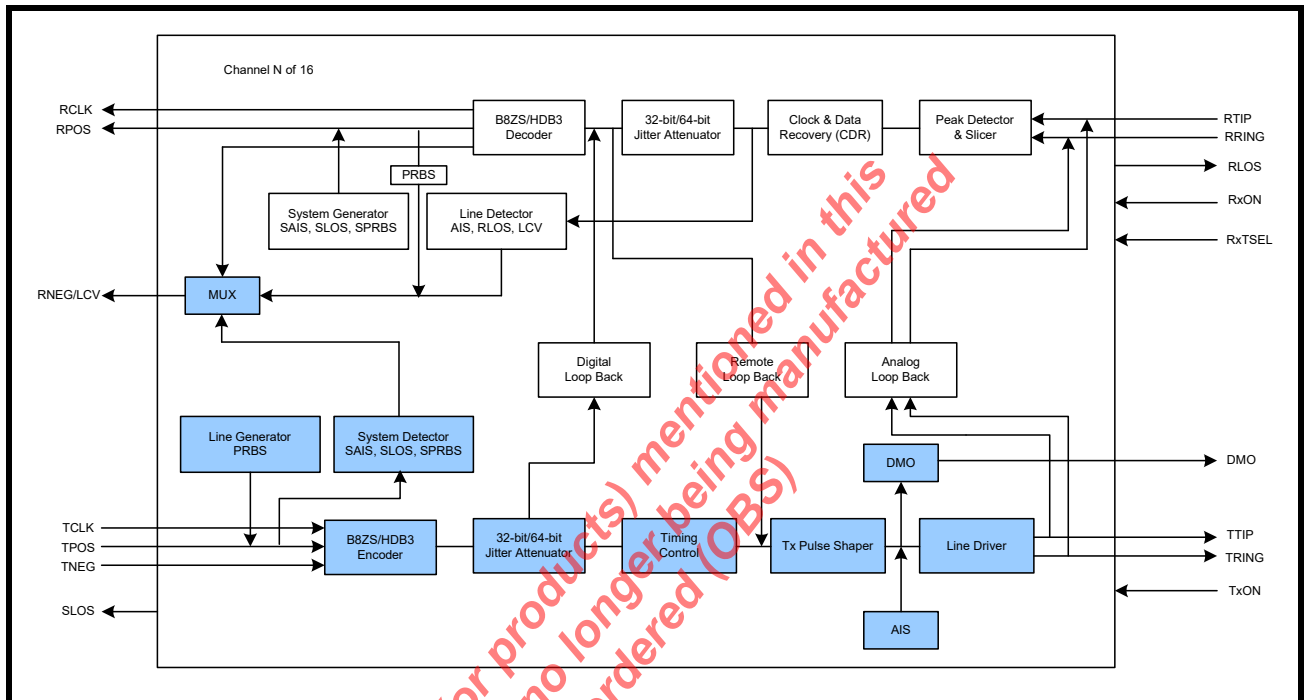 Channel N of 16
RCLK
RPOS
B8ZS/HDB3
Decoder
32-bit/64-bit
Jitter Attenuator
Clock & Data
Recovery (CDR)
Peak Detector
& Slicer
RTIP
RRING
RLOS
RxON
RxTSEL
PRBS
System Generator
SAIS, SLOS, SPRBS
Line Detector
AIS, RLOS, LCV
RNEG/LCV
MUX
Digital
Loop Back
Remote
Loop Back
Analog
Loop Back
Line Generator
PRBS
System Detector
SAIS, SLOS, SPRBS
DMO
DMO
TCLK
TPOS
TNEG
B8ZS/HDB3
Encoder
32-bit/64-bit
Jitter Attenuator
Timing
Control
Tx Pulse Shaper
Line Driver
TTIP
TRING
TxON
SLOS
AIS
(or products) mentioned in this
no longer being manufactured
ordered (OBS)